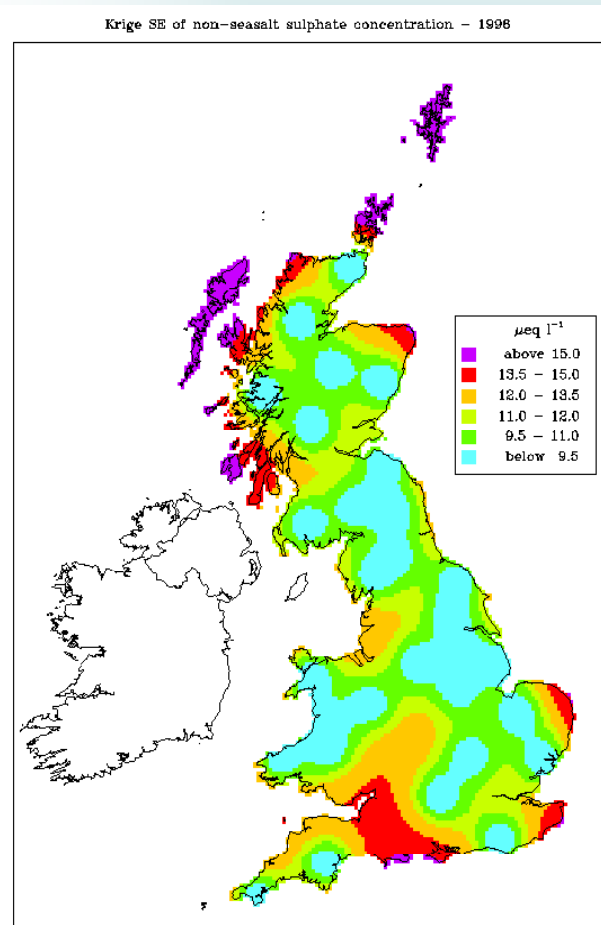 Krige SE of non-seasalt sulphate concentration - 1996
μeq l⁻¹
above 15.0
13.5 - 15.0
12.0 - 13.5
11.0 - 12.0
9.5 - 11.0
below 9.5